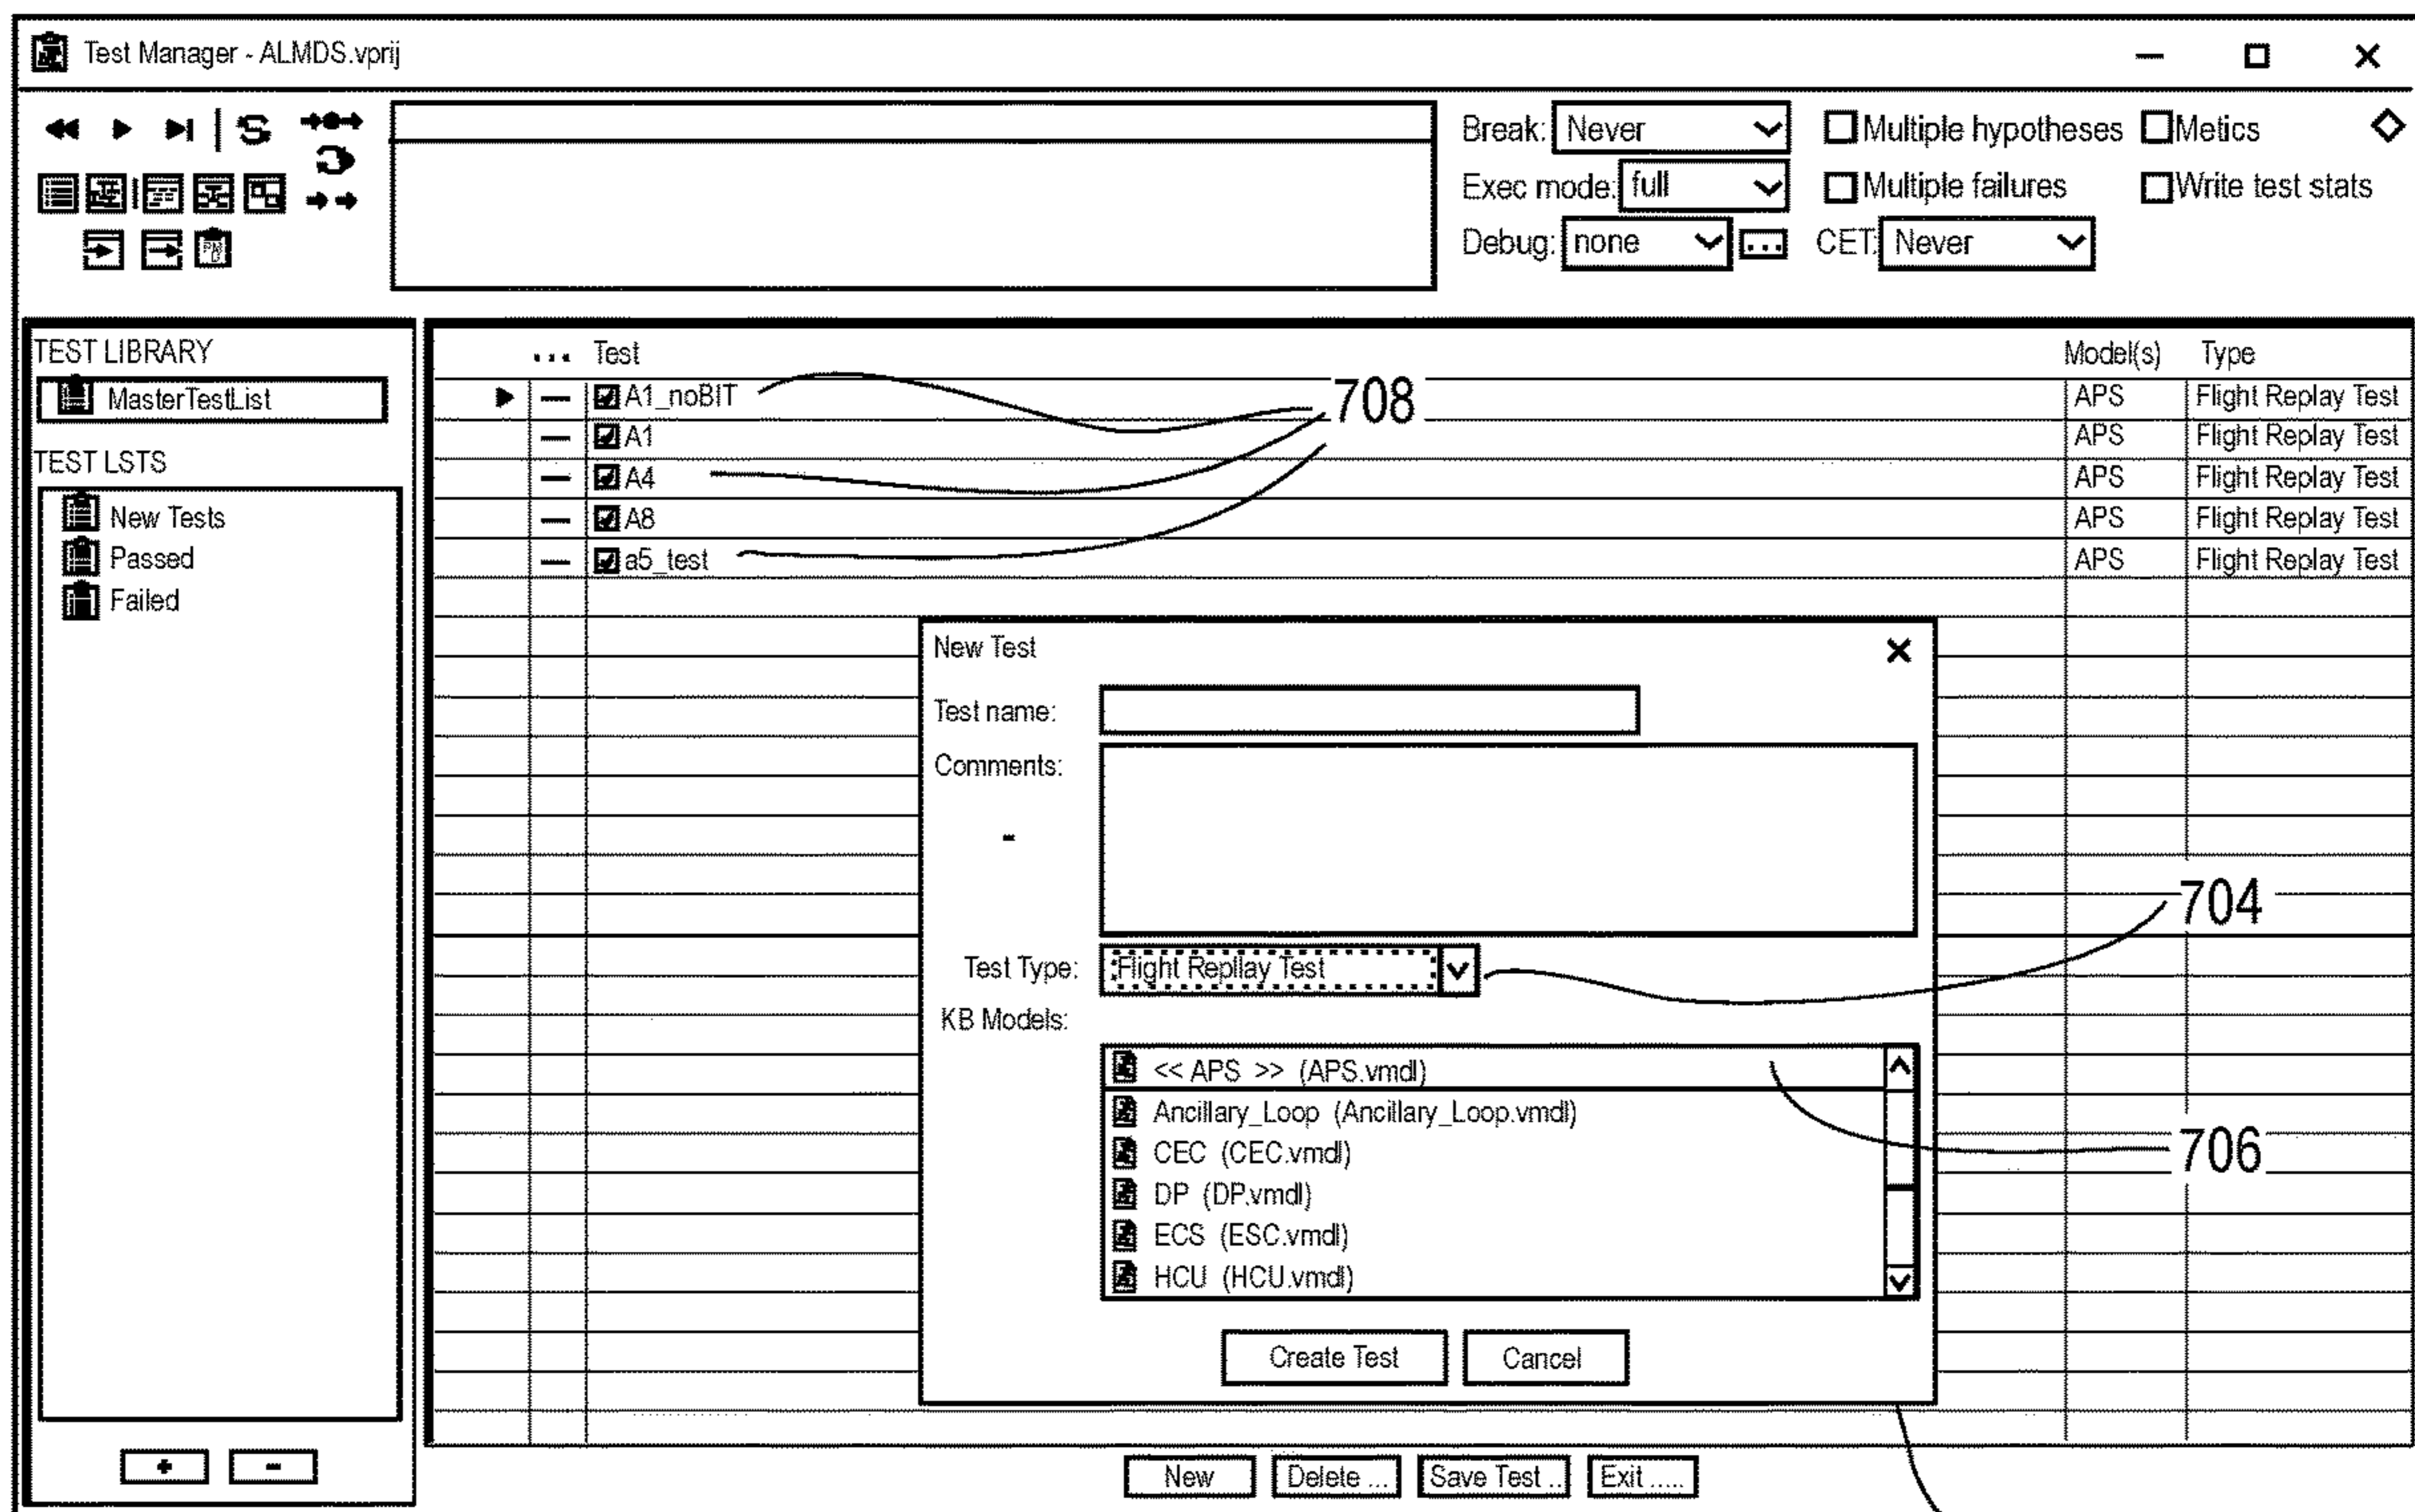 Test Manager - ALMDS.vprij
Break: Never
Multiple hypotheses
Metics
Exec mode: full
Multiple failures
Write test stats
Debug: none ...
CET: Never
TEST LIBRARY
MasterTestList
TEST LSTS
New Tests
Passed
Failed
... Test Model(s) Type
A1_noBIT APS Flight Replay Test
708
A1 APS Flight Replay Test
A4 APS Flight Replay Test
A8 APS Flight Replay Test
a5_test APS Flight Replay Test
New Test
Test name:
Comments:
-
704
Test Type: Flight Repllay Test
KB Models:
<< APS >> (APS.vmdl)
Ancillary_Loop (Ancillary_Loop.vmdl)
CEC (CEC.vmdl)
706
DP (DP.vmdl)
ECS (ESC.vmdl)
HCU (HCU.vmdl)
Create Test Cancel
+ -
New Delete ... Save Test .. Exit .....